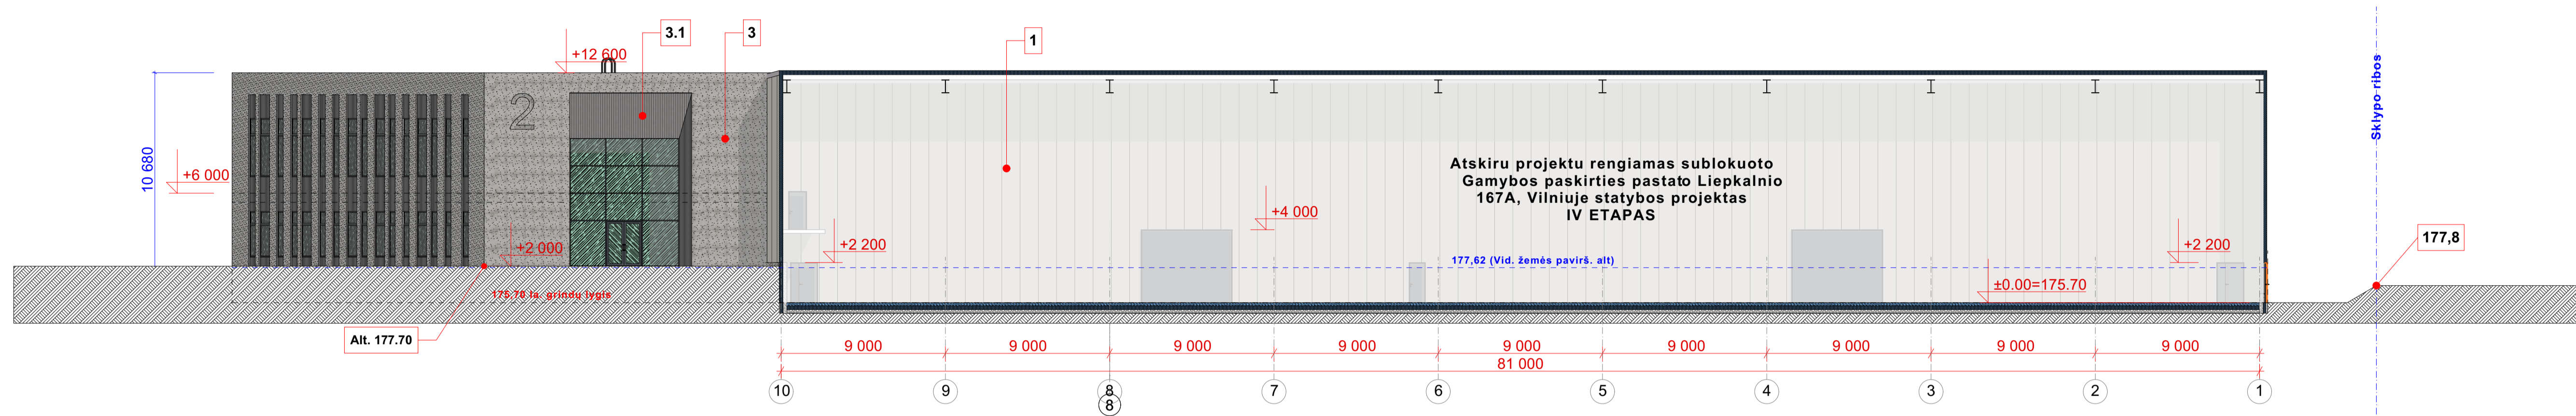 3.1
3
1
+12 600
Sklypo ribos
2
10 680
+6 000
Atskiru projektu rengiamas sublokuoto
Gamybos paskirties pastato Liepkalnio
167A, Vilniuje statybos projektas
IV ETAPAS
+4 000
+2 000
+2 200
+2 200
177,8
177,62 (Vid. žemės pavirš. alt)
±0.00=175.70
175.70 Ia. grindų lygis
Alt. 177.70
9 000 9 000 9 000 9 000 9 000 9 000 9 000 9 000 9 000
81 000
10 9 8 7 6 5 4 3 2 1
8